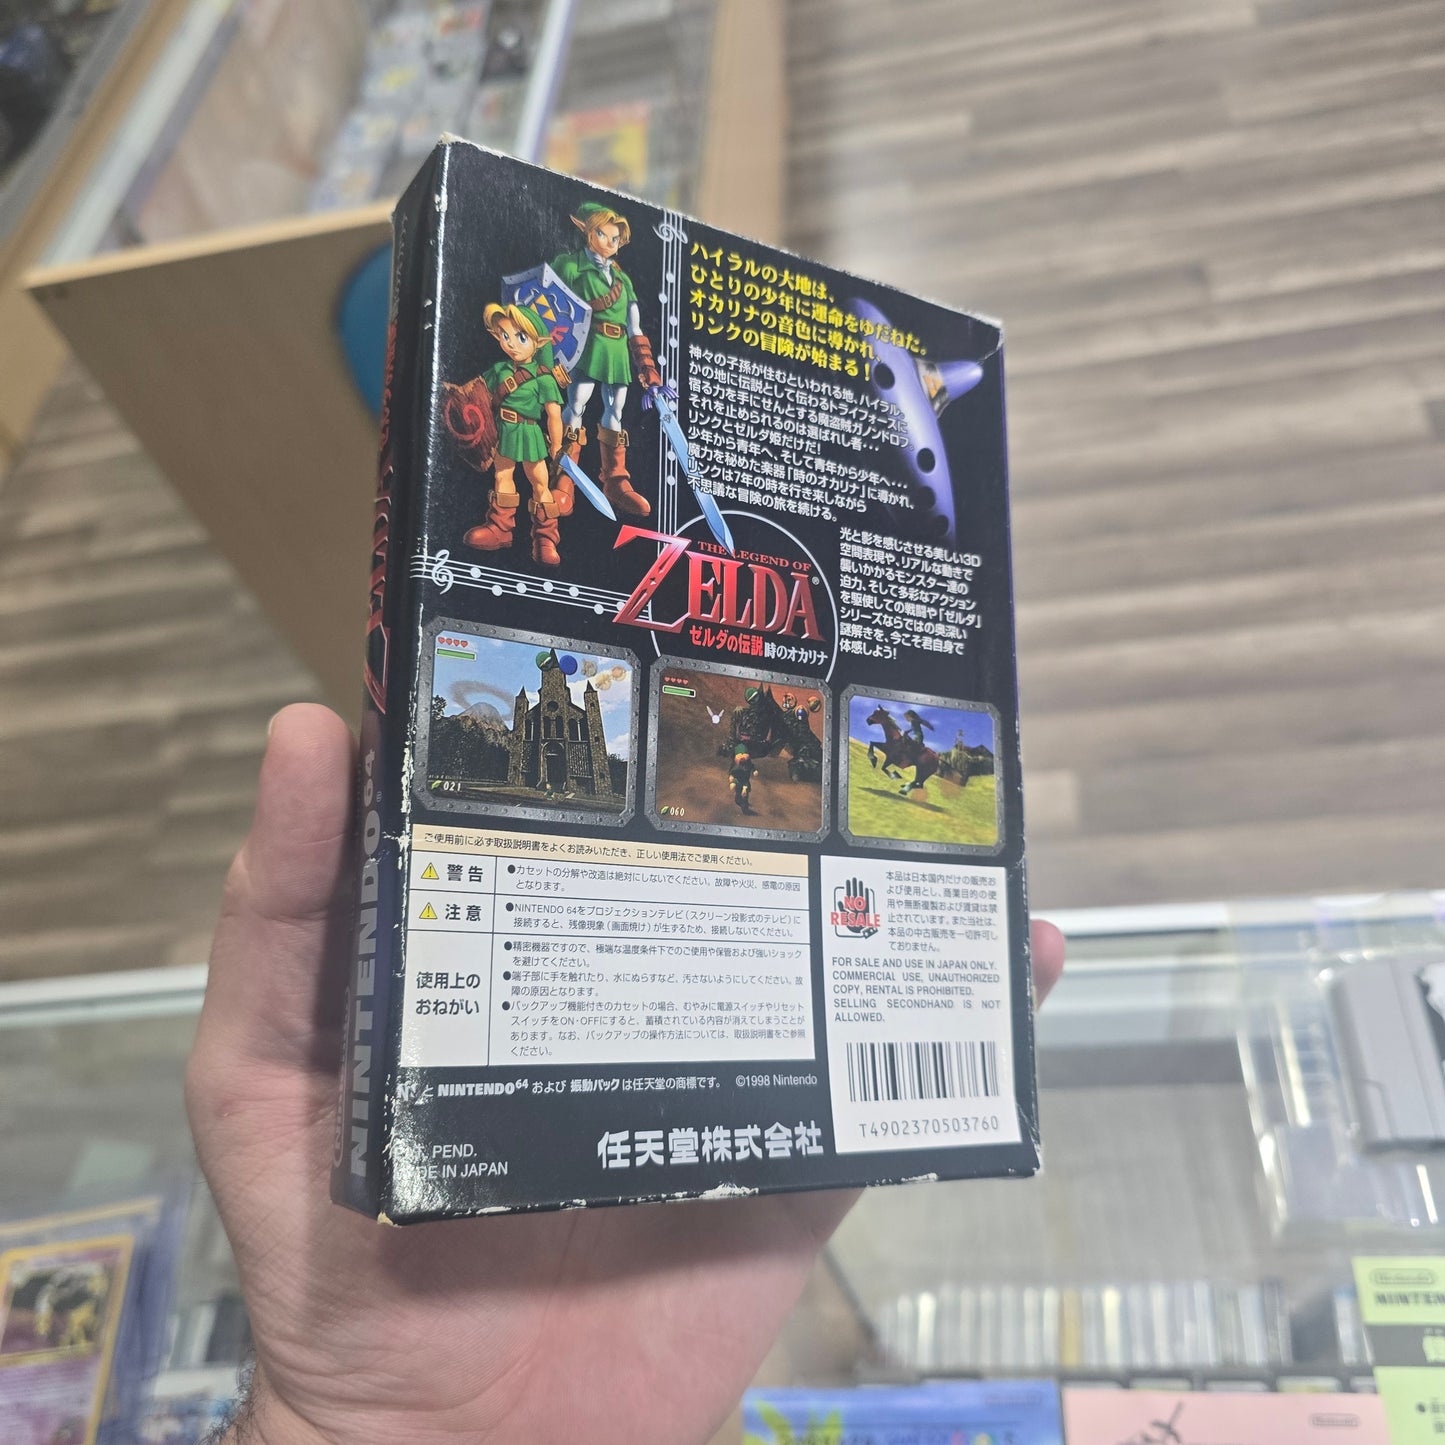 ハイラルの大地は、
ひとりの少年に運命をゆだねた。
オカリナの音色に導かれ、
リンクの冒険が始まる!
神々の子孫が住むといわれる地、ハイラル。
かの地に伝説として伝わるトライフォースに
宿る力を手にせんとする魔盗賊ガノンドロフ。
それを止められるのは選ばれし者・・・
リンクとゼルダ姫だけだ!
少年から青年へ、そして青年から少年へ・・・
魔力を秘めた楽器「時のオカリナ」に導かれ、
リンクは7年の時を行き来しながら
不思議な冒険の旅を続ける。
光と影を感じさせる美しい3D
空間表現や、リアルな動きで
襲いかかるモンスター達の
迫力、そして多彩なアクション
を駆使しての戦闘や「ゼルダ」
シリーズならではの奥深い
謎解きを、今こそ君自身で
体感しよう!
THE LEGEND OF
ZELDA®
ゼルダの伝説 時のオカリナ
021
060
ご使用前に必ず取扱説明書をよくお読みいただき、正しい使用法でご愛用ください。
警告
●カセットの分解や改造は絶対にしないでください。故障や火災、感電の原因
となります。
注意
●NINTENDO 64をプロジェクションテレビ(スクリーン投影式のテレビ)に
接続すると、残像現象(画面焼け)が生ずるため、接続しないでください。
使用上の
おねがい
●精密機器ですので、極端な温度条件下でのご使用や保管および強いショック
を避けてください。
●端子部に手を触れたり、水にぬらすなど、汚さないようにしてください。故
障の原因となります。
●バックアップ機能付きのカセットの場合、むやみに電源スイッチやリセット
スイッチをON・OFFにすると、蓄積されている内容が消えてしまうことが
あります。なお、バックアップの操作方法については、取扱説明書をご参照
ください。
NO
RESALE
本品は日本国内だけの販売お
よび使用とし、商業目的の使
用や無断複製および賃貸は禁
止されています。また当社は、
本品の中古販売を一切許可し
ておりません。
FOR SALE AND USE IN JAPAN ONLY.
COMMERCIAL USE, UNAUTHORIZED
COPY, RENTAL IS PROHIBITED.
SELLING SECONDHAND IS NOT
ALLOWED.
T4902370503760
と NINTENDO64 および 振動パック は任天堂の商標です。 ©1998 Nintendo
PEND.
IN JAPAN
任天堂株式会社
NINTENDO 64
ZELDA
Nintendo
Nintendo